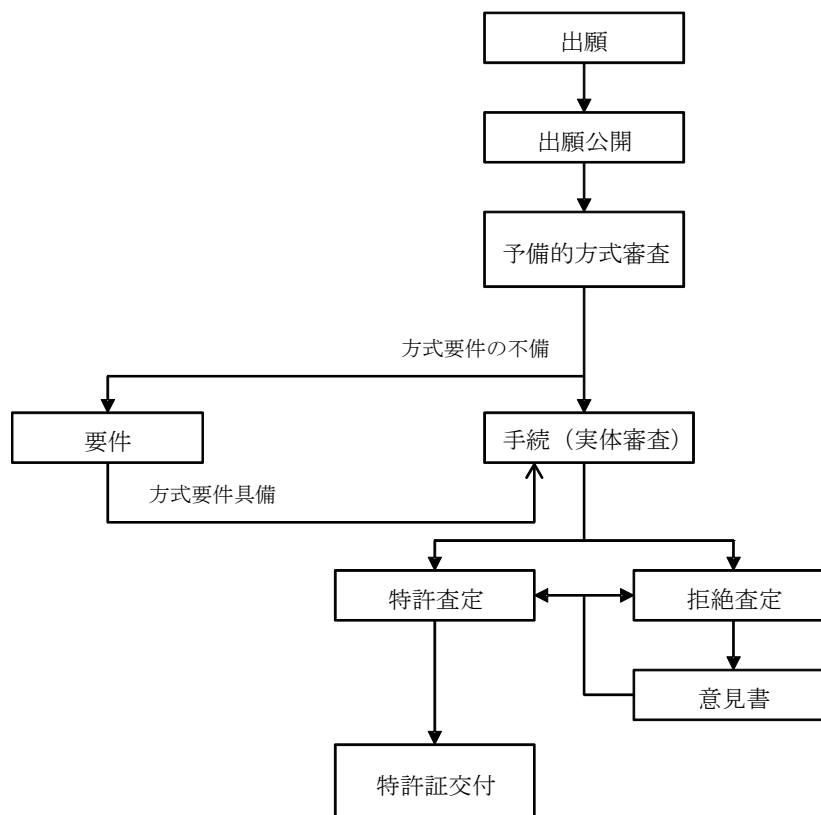 出願
出願公開
予備的方式審査
方式要件の不備
要件
手続（実体審査）
方式要件具備
特許査定
拒絶査定
意見書
特許証交付